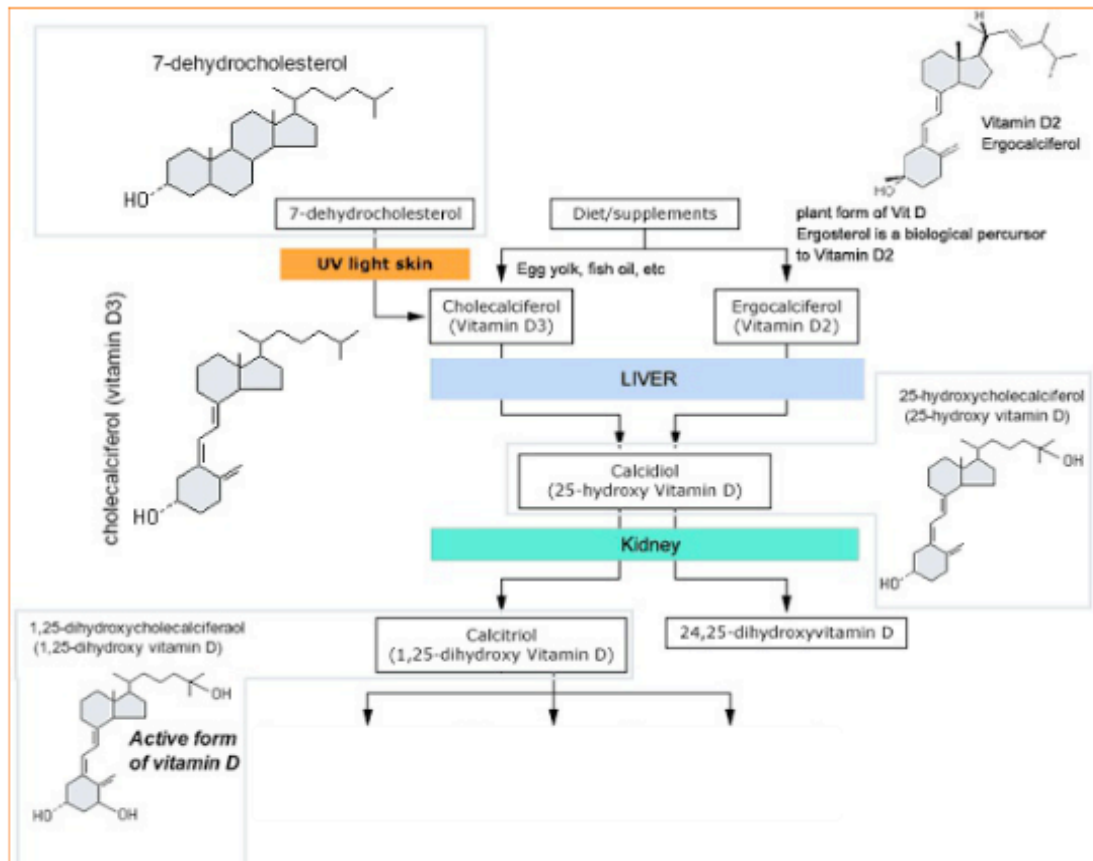 7-dehydrocholesterol
HO
7-dehydrocholesterol
UV light skin
Diet/supplements
Egg yolk, fish oil, etc
H
HO
Vitamin D2
Ergocalciferol
plant form of Vit D
Ergosterol is a biological percursor
to Vitamin D2
cholecalciferol (vitamin D3)
HO
Cholecalciferol
(Vitamin D3)
Ergocalciferol
(Vitamin D2)
LIVER
25-hydroxycholecalciferol
(25-hydroxy vitamin D)
OH
HO
Calcidiol
(25-hydroxy Vitamin D)
Kidney
1,25-dihydroxycholecalciferaol
(1,25-dihydroxy vitamin D)
OH
Active form
of vitamin D
HO
OH
Calcitriol
(1,25-dihydroxy Vitamin D)
24,25-dihydroxyvitamin D